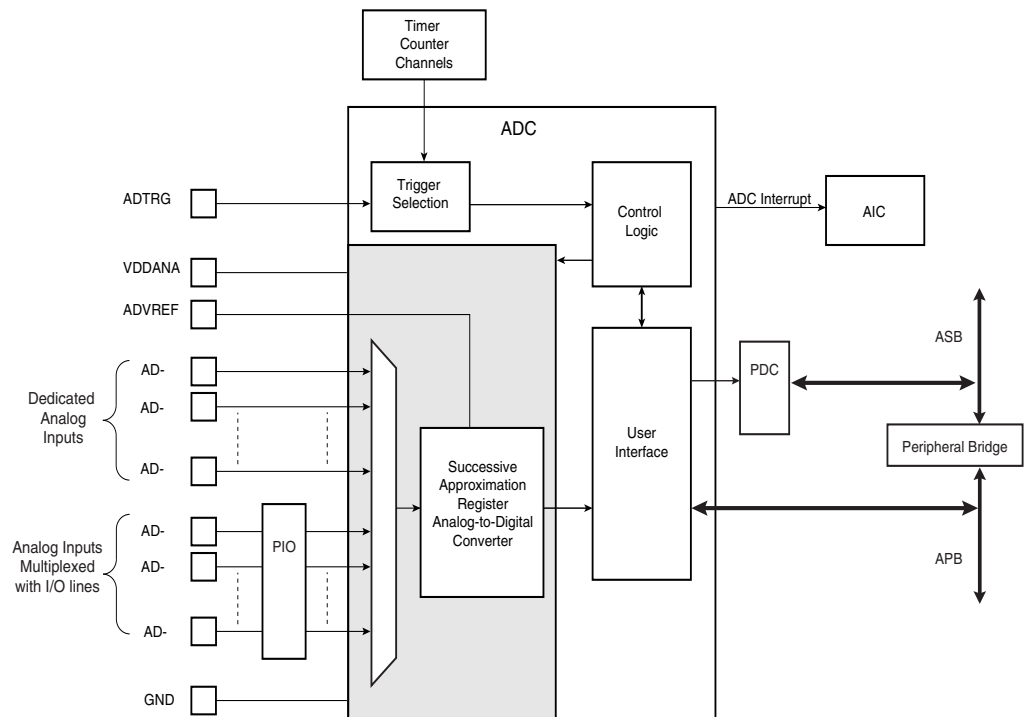 Timer
Counter
Channels
ADC
ADTRG
Trigger
Selection
Control
Logic
ADC Interrupt
AIC
VDDANA
ADVREF
ASB
Dedicated
Analog
Inputs
AD-
AD-
AD-
PDC
User
Interface
Peripheral Bridge
Successive
Approximation
Register
Analog-to-Digital
Converter
Analog Inputs
Multiplexed
with I/O lines
AD-
AD-
AD-
PIO
APB
GND